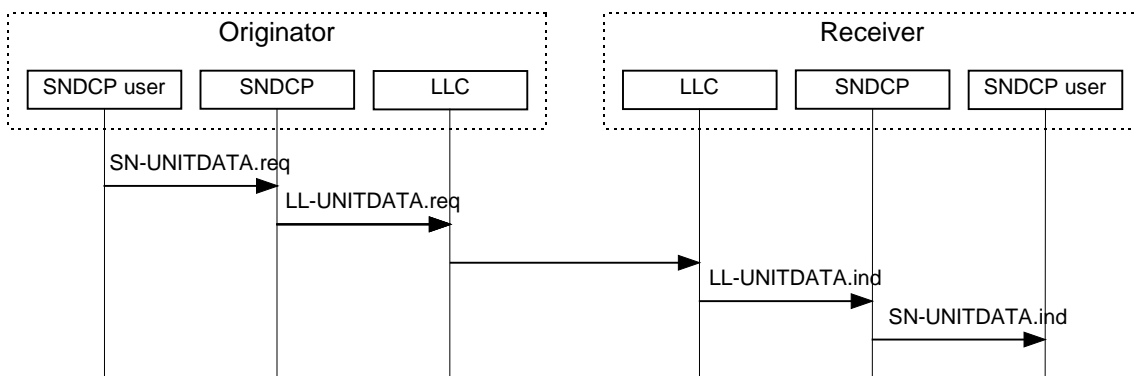 Originator
Receiver
SNDCP user
SNDCP
LLC
LLC
SNDCP
SNDCP user
SN-UNITDATA.req
LL-UNITDATA.req
LL-UNITDATA.ind
SN-UNITDATA.ind